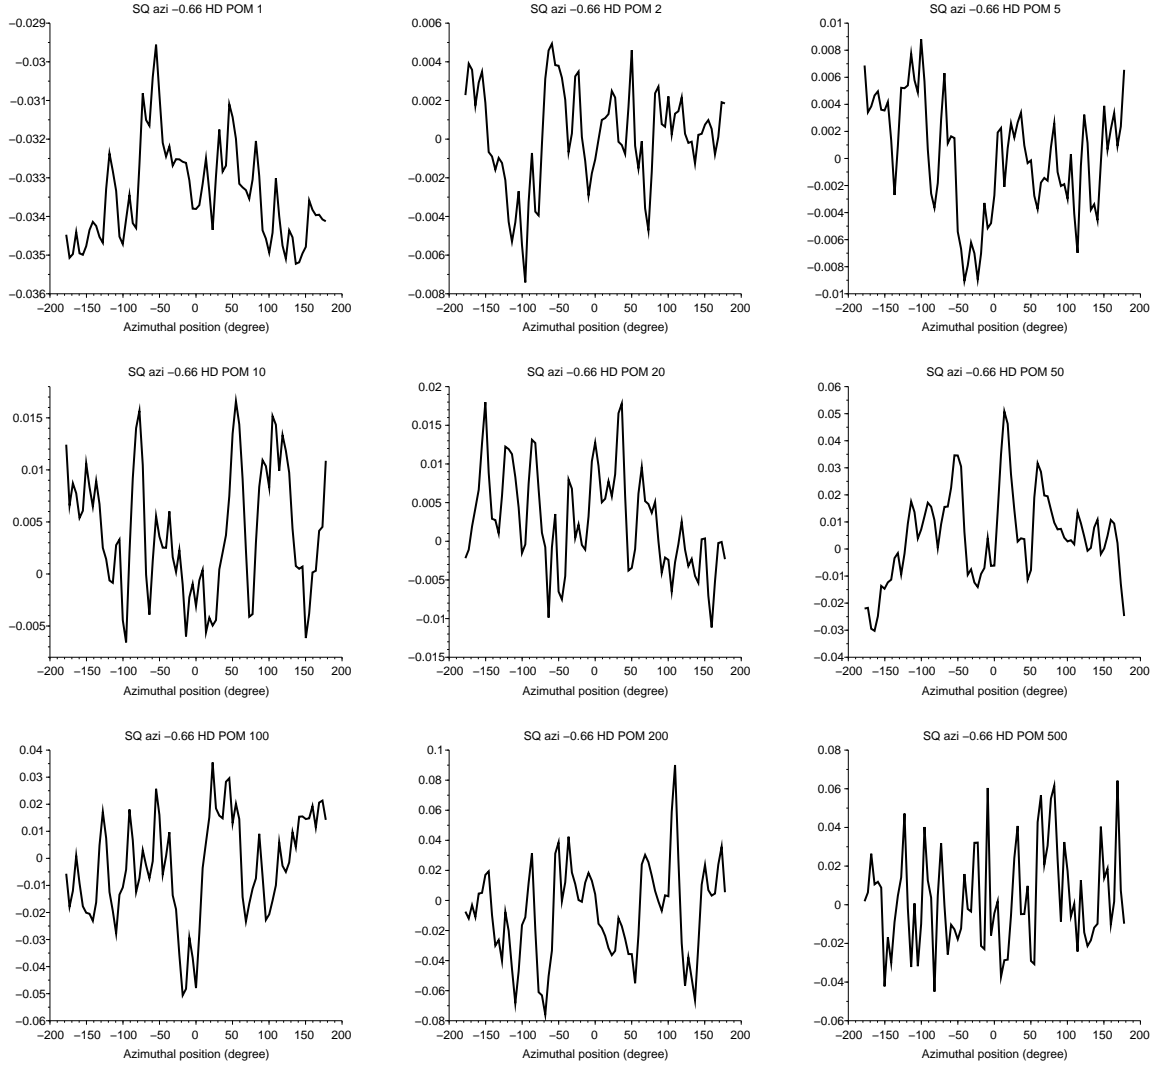 SQ azi −0.66 HD POM 1
−0.029
−0.03
−0.031
−0.032
−0.033
−0.034
−0.035
−0.036
−200 −150 −100 −50 0 50 100 150 200
Azimuthal position (degree)
SQ azi −0.66 HD POM 2
0.006
0.004
0.002
0
−0.002
−0.004
−0.006
−0.008
−200 −150 −100 −50 0 50 100 150 200
Azimuthal position (degree)
SQ azi −0.66 HD POM 5
0.01
0.008
0.006
0.004
0.002
0
−0.002
−0.004
−0.006
−0.008
−0.01
−200 −150 −100 −50 0 50 100 150 200
Azimuthal position (degree)
SQ azi −0.66 HD POM 10
0.015
0.01
0.005
0
−0.005
−200 −150 −100 −50 0 50 100 150 200
Azimuthal position (degree)
SQ azi −0.66 HD POM 20
0.02
0.015
0.01
0.005
0
−0.005
−0.01
−0.015
−200 −150 −100 −50 0 50 100 150 200
Azimuthal position (degree)
SQ azi −0.66 HD POM 50
0.06
0.05
0.04
0.03
0.02
0.01
0
−0.01
−0.02
−0.03
−0.04
−200 −150 −100 −50 0 50 100 150 200
Azimuthal position (degree)
SQ azi −0.66 HD POM 100
0.04
0.03
0.02
0.01
0
−0.01
−0.02
−0.03
−0.04
−0.05
−0.06
−200 −150 −100 −50 0 50 100 150 200
Azimuthal position (degree)
SQ azi −0.66 HD POM 200
0.1
0.08
0.06
0.04
0.02
0
−0.02
−0.04
−0.06
−0.08
−200 −150 −100 −50 0 50 100 150 200
Azimuthal position (degree)
SQ azi −0.66 HD POM 500
0.08
0.06
0.04
0.02
0
−0.02
−0.04
−0.06
−200 −150 −100 −50 0 50 100 150 200
Azimuthal position (degree)